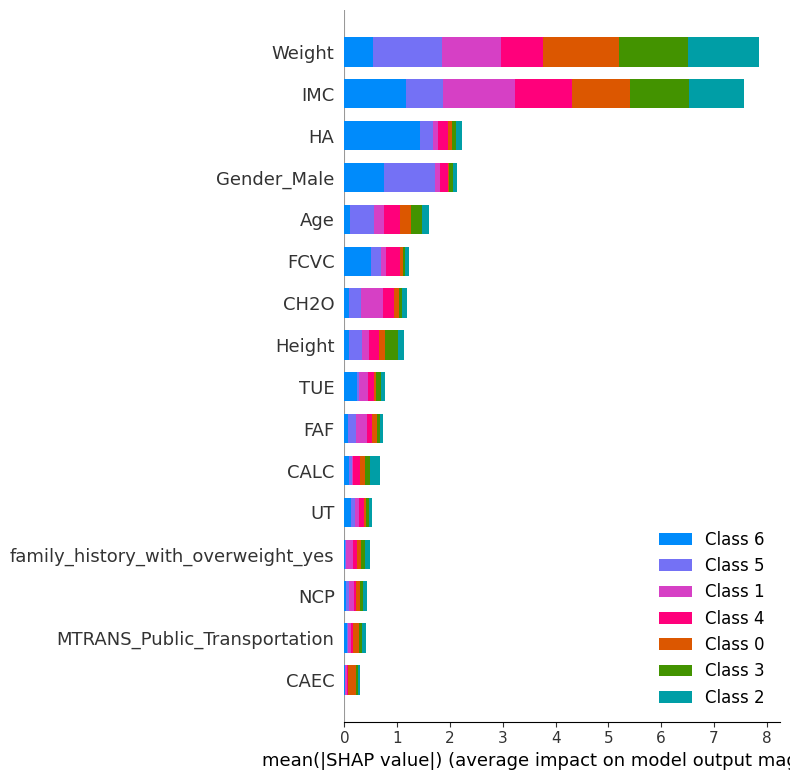 Weight
IMC
HA
Gender_Male
Age
FCVC
CH2O
Height
TUE
FAF
CALC
UT
family_history_with_overweight_yes
NCP
MTRANS_Public_Transportation
CAEC
Class 6
Class 5
Class 1
Class 4
Class 0
Class 3
Class 2
0 1 2 3 4 5 6 7 8
mean(|SHAP value|) (average impact on model output mag